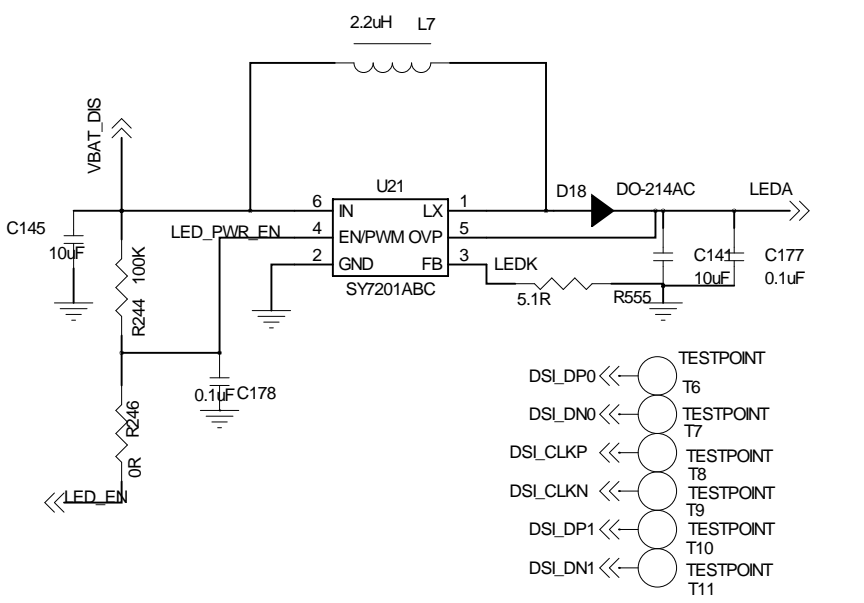 2.2uH L7
VBAT_DIS
U21
D18 DO-214AC LEDA
6 IN LX 1
C145 10uF
LED_PWR_EN 4 EN/PWM OVP 5
2 GND FB 3 LEDK
SY7201ABC
5.1R R555
C141 10uF
C177 0.1uF
100K R244
0.1uF C178
R246 0R
LED_EN
DSI_DP0 TESTPOINT T6
DSI_DN0 TESTPOINT T7
DSI_CLKP TESTPOINT T8
DSI_CLKN TESTPOINT T9
DSI_DP1 TESTPOINT T10
DSI_DN1 TESTPOINT T11